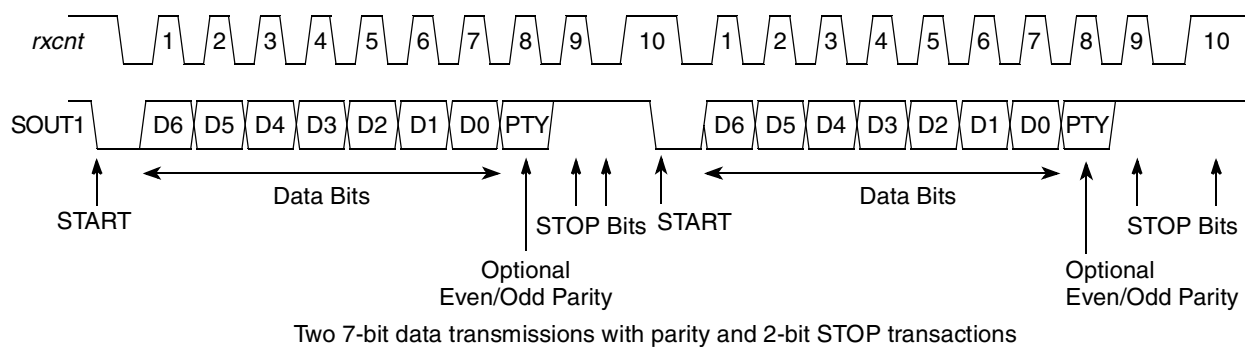 rxcnt 1 2 3 4 5 6 7 8 9 10 1 2 3 4 5 6 7 8 9 10
SOUT1 D6 D5 D4 D3 D2 D1 D0 PTY D6 D5 D4 D3 D2 D1 D0 PTY
Data Bits Data Bits
START STOP Bits START STOP Bits
Optional Optional
Even/Odd Parity Even/Odd Parity
Two 7-bit data transmissions with parity and 2-bit STOP transactions